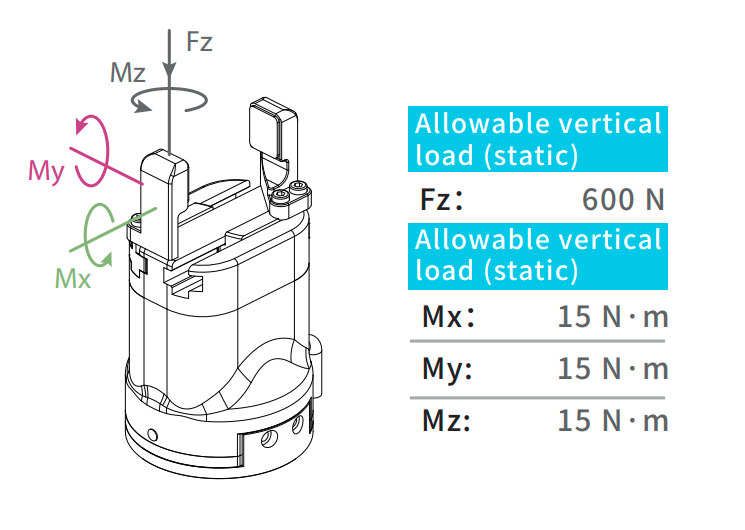 Fz
Mz
My
Mx
Allowable vertical
load (static)
Fz: 600 N
Allowable vertical
load (static)
Mx: 15 N·m
My: 15 N·m
Mz: 15 N·m